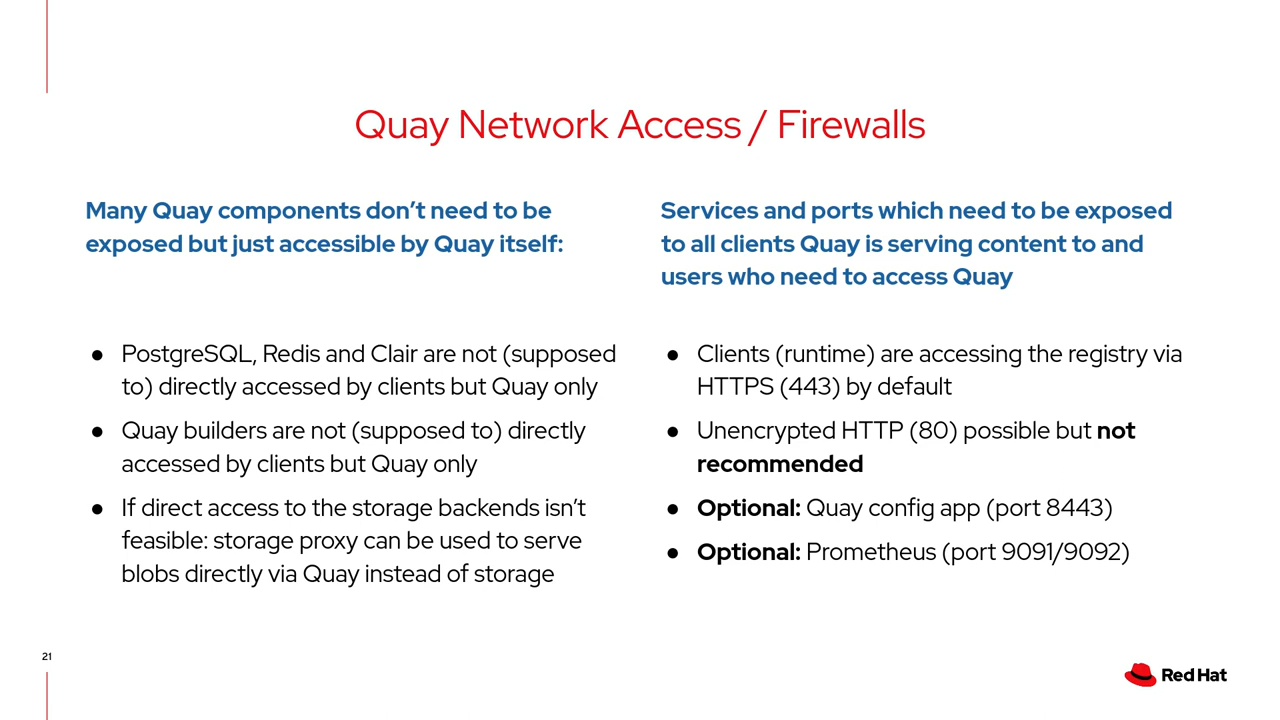 Quay Network Access / Firewalls
Many Quay components don’t need to be
exposed but just accessible by Quay itself:
● PostgreSQL, Redis and Clair are not (supposed
to) directly accessed by clients but Quay only
● Quay builders are not (supposed to) directly
accessed by clients but Quay only
● If direct access to the storage backends isn’t
feasible: storage proxy can be used to serve
blobs directly via Quay instead of storage
Services and ports which need to be exposed
to all clients Quay is serving content to and
users who need to access Quay
● Clients (runtime) are accessing the registry via
HTTPS (443) by default
● Unencrypted HTTP (80) possible but not
recommended
● Optional: Quay config app (port 8443)
● Optional: Prometheus (port 9091/9092)
21
Red Hat